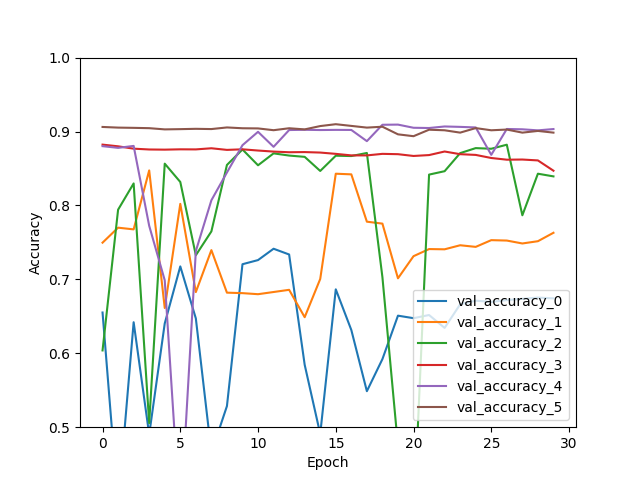 1.0
0.9
0.8
0.7
0.6
0.5
Accuracy
0 5 10 15 20 25 30
Epoch
val_accuracy_0
val_accuracy_1
val_accuracy_2
val_accuracy_3
val_accuracy_4
val_accuracy_5